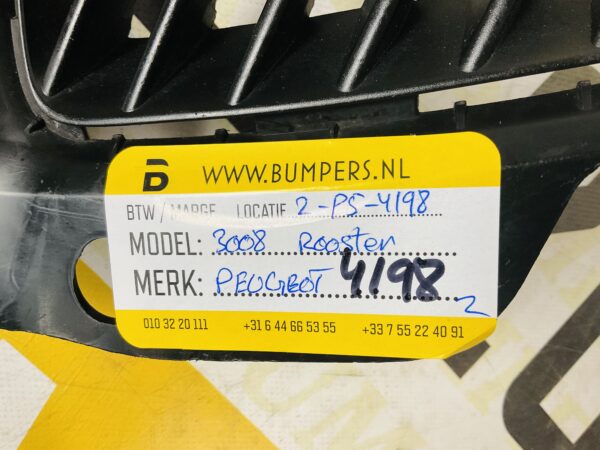 B WWW.BUMPERS.NL
BTW / MARGE LOCATIE 2-PS-4198
MODEL: 3008 Rooster
MERK: PEUGEOT 4198 2
010 32 20 111 +31 6 44 66 53 55 +33 7 55 22 40 91